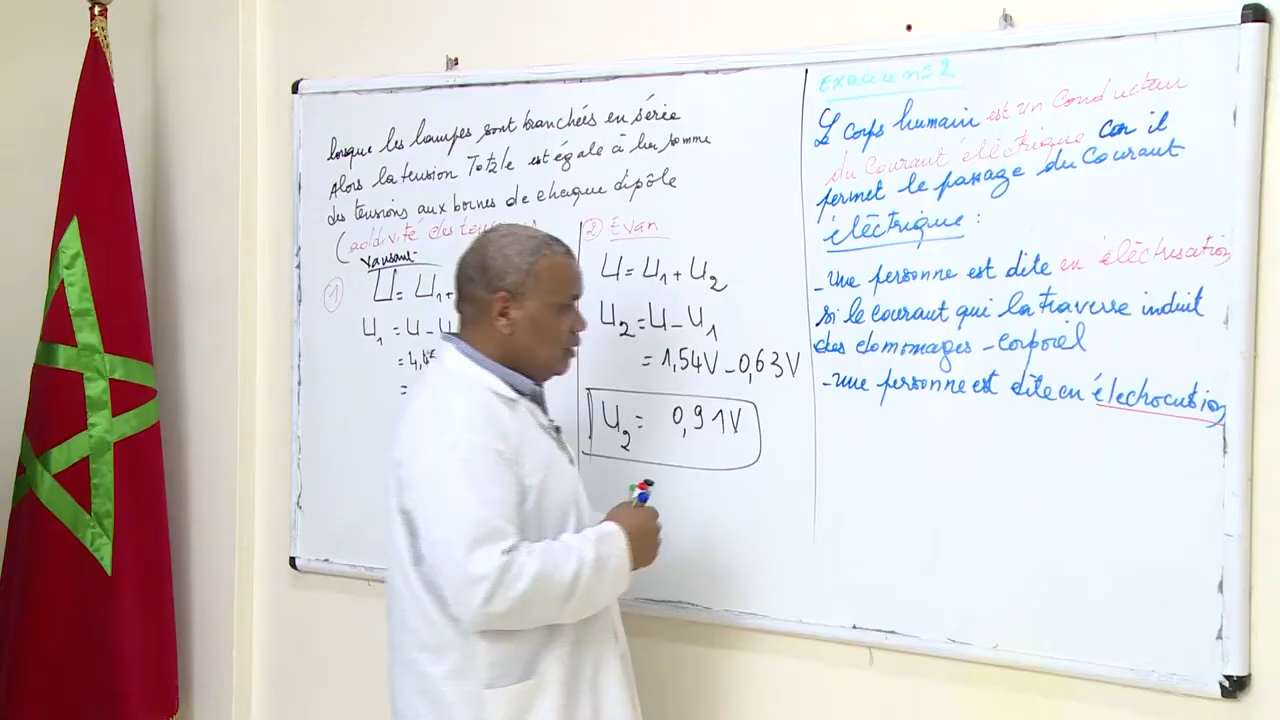 lorsque les lampes sont branchées en série
Alors la tension Totale est égale à la somme
des tensions aux bornes de chaque dipôle
(additivité des
①
U = U₁ +
U₁ = U - U
= 4,
=
② Evan
U = U₁ + U₂
U₂ = U - U₁
= 1,54V - 0,63V
U₂ = 0,91V
Exercice n=2
Le corps humain est un Conducteur
du Courant électrique Car il
permet le passage du Courant
électrique :
- une personne est dite en électrisation
si le courant qui la traverse induit
des dommages - corporel
- une personne est dite en électrocution